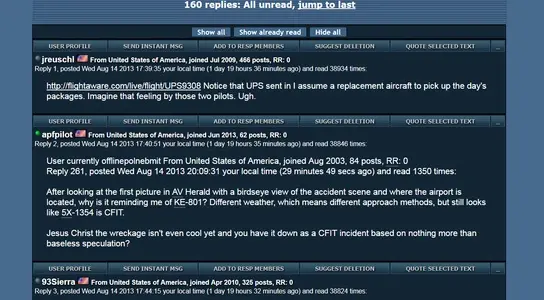 160 replies: All unread, jump to last
Show all Show already read Hide all
USER PROFILE SEND INSTANT MSG ADD TO RESP MEMBERS SUGGEST DELETION QUOTE SELECTED TEXT ...
jreuschl From United States of America, joined Jul 2009, 466 posts, RR: 0
Reply 1, posted Wed Aug 14 2013 17:39:35 your local time (1 day 19 hours 36 minutes ago) and read 38934 times:
http://flightaware.com/live/flight/UPS9308 Notice that UPS sent in I assume a replacement aircraft to pick up the day's
packages. Imagine that feeling by those two pilots. Ugh.
USER PROFILE SEND INSTANT MSG ADD TO RESP MEMBERS SUGGEST DELETION QUOTE SELECTED TEXT ...
apfpilot From United States of America, joined Jun 2013, 62 posts, RR: 0
Reply 2, posted Wed Aug 14 2013 17:40:51 your local time (1 day 19 hours 35 minutes ago) and read 38846 times:
User currently offlinepolnebmit From United States of America, joined Aug 2003, 84 posts, RR: 0
Reply 261, posted Wed Aug 14 2013 20:09:31 your local time (29 minutes 49 secs ago) and read 1350 times:
After looking at the first picture in AV Herald with a birdseye view of the accident scene and where the airport is
located, why is it reminding me of KE-801? Different weather, which means different approach methods, but still looks
like 5X-1354 is CFIT.
Jesus Christ the wreckage isn't even cool yet and you have it down as a CFIT incident based on nothing more than
baseless speculation?
USER PROFILE SEND INSTANT MSG ADD TO RESP MEMBERS SUGGEST DELETION QUOTE SELECTED TEXT ...
93Sierra From United States of America, joined Apr 2010, 325 posts, RR: 0
Reply 3, posted Wed Aug 14 2013 17:44:15 your local time (1 day 19 hours 32 minutes ago) and read 38824 times: